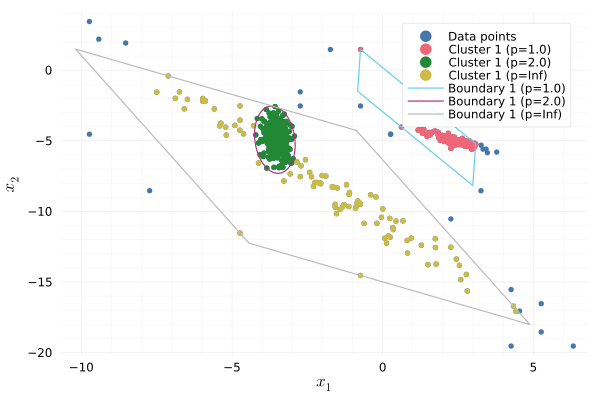 Data points
Cluster 1 (p=1.0)
Cluster 1 (p=2.0)
Cluster 1 (p=Inf)
Boundary 1 (p=1.0)
Boundary 1 (p=2.0)
Boundary 1 (p=Inf)
0
−5
−10
−15
−20
x₂
−10 −5 0 5
x₁